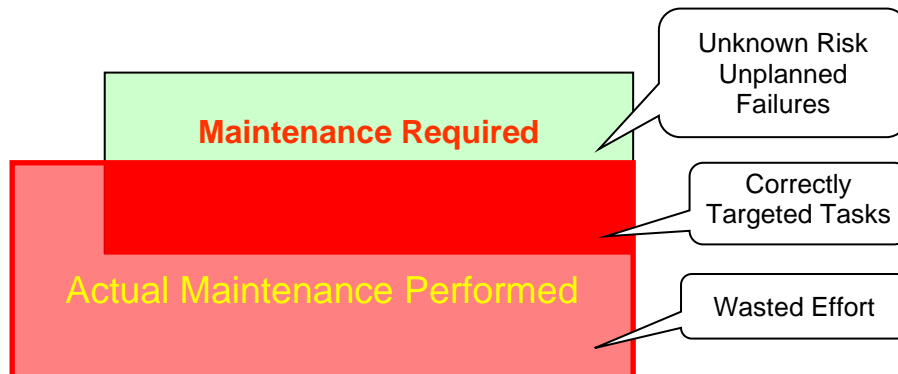 Unknown Risk
Unplanned
Failures
Maintenance Required
Correctly
Targeted Tasks
Actual Maintenance Performed
Wasted Effort